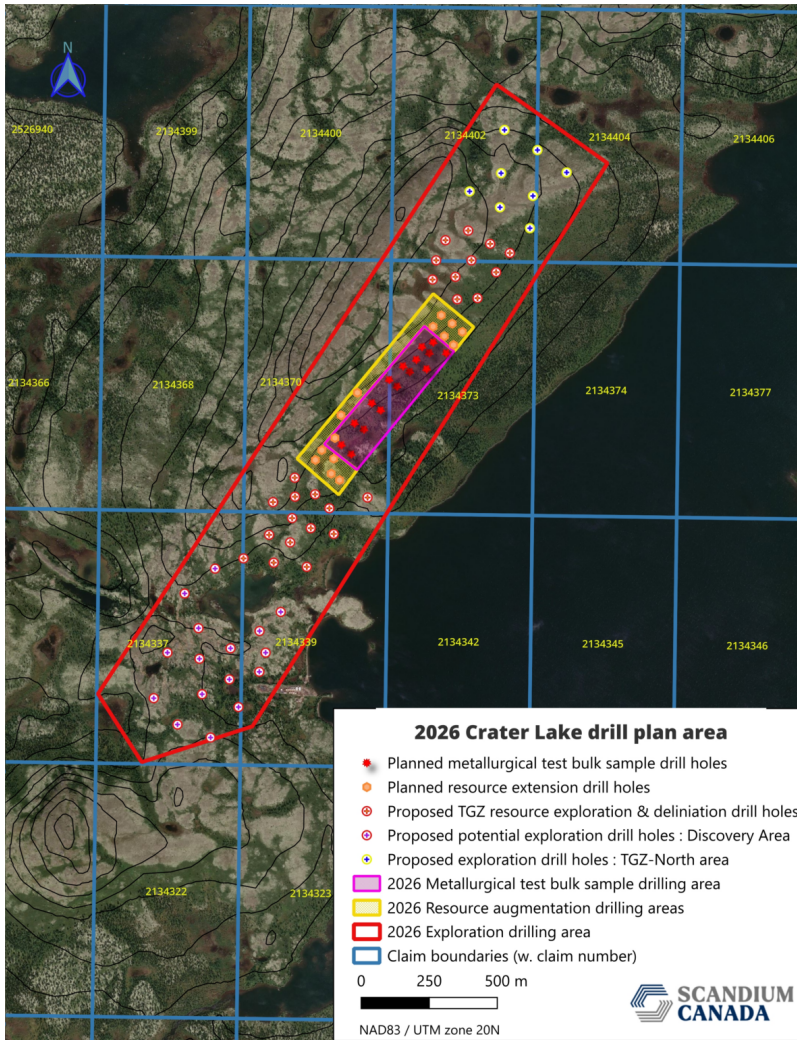 N
2526940
2134399
2134400
2134402
2134404
2134406
2134366
2134368
2134370
2134373
2134374
2134377
2134337
2134339
2134342
2134345
2134346
2134322
2134323
2026 Crater Lake drill plan area
Planned metallurgical test bulk sample drill holes
Planned resource extension drill holes
Proposed TGZ resource exploration & deliniation drill holes
Proposed potential exploration drill holes : Discovery Area
Proposed exploration drill holes : TGZ-North area
2026 Metallurgical test bulk sample drilling area
2026 Resource augmentation drilling areas
2026 Exploration drilling area
Claim boundaries (w. claim number)
0 250 500 m
NAD83 / UTM zone 20N
SCANDIUM
CANADA